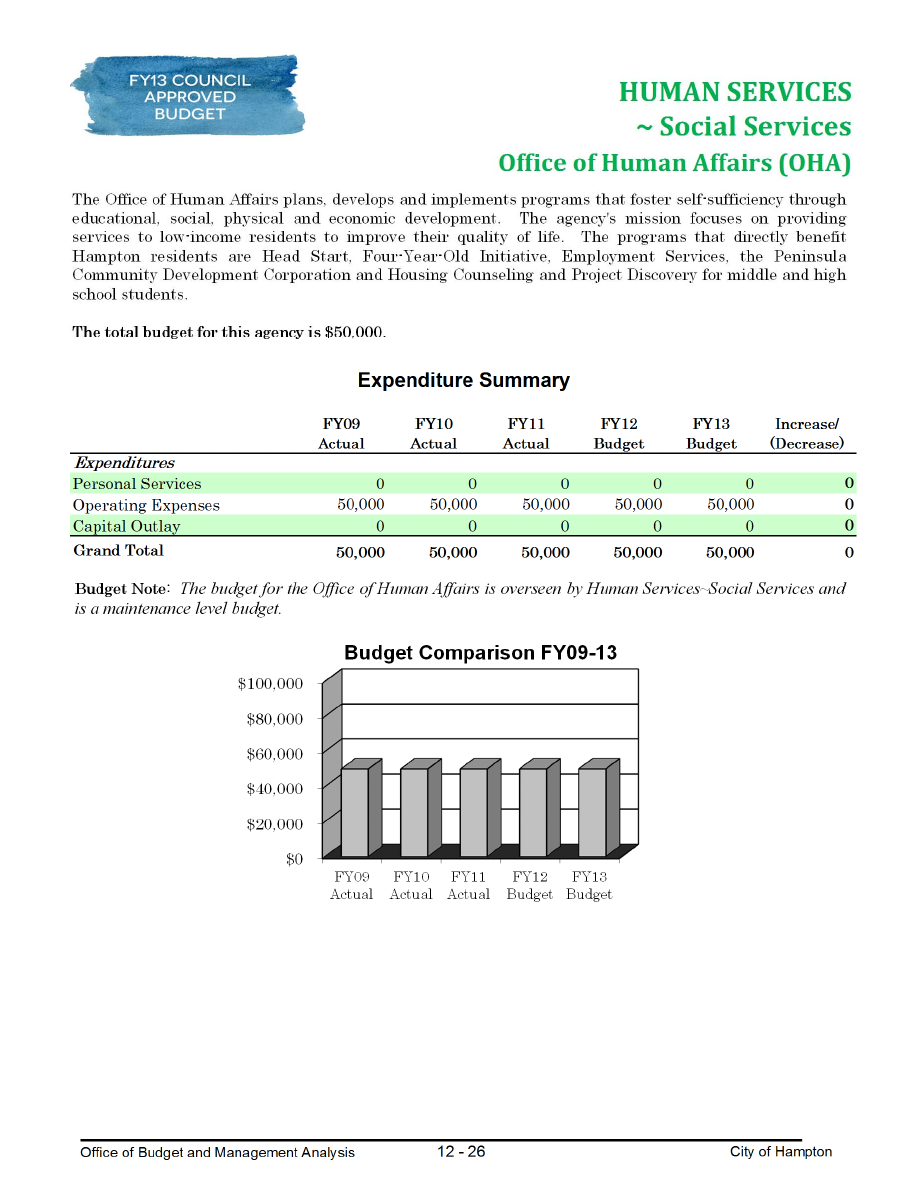 FY13 COUNCIL
APPROVED
BUDGET
HUMAN SERVICES
~ Social Services
Office of Human Affairs (OHA)
The Office of Human Affairs plans, develops and implements programs that foster self-sufficiency through
educational, social, physical and economic development. The agency's mission focuses on providing
services to low-income residents to improve their quality of life. The programs that directly benefit
Hampton residents are Head Start, Four-Year-Old Initiative, Employment Services, the Peninsula
Community Development Corporation and Housing Counseling and Project Discovery for middle and high
school students.
The total budget for this agency is $50,000.
Expenditure Summary
FY09 FY10 FY11 FY12 FY13 Increase/
Actual Actual Actual Budget Budget (Decrease)
Expenditures
Personal Services 0 0 0 0 0 0
Operating Expenses 50,000 50,000 50,000 50,000 50,000 0
Capital Outlay 0 0 0 0 0 0
Grand Total 50,000 50,000 50,000 50,000 50,000 0
Budget Note: The budget for the Office of Human Affairs is overseen by Human Services~Social Services and
is a maintenance level budget.
Budget Comparison FY09-13
$100,000
$80,000
$60,000
$40,000
$20,000
$0
FY09 FY10 FY11 FY12 FY13
Actual Actual Actual Budget Budget
Office of Budget and Management Analysis 12 - 26 City of Hampton